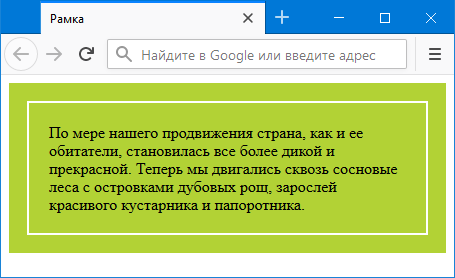 Рамка
Найдите в Google или введите адрес
По мере нашего продвижения страна, как и ее
обитатели, становилась все более дикой и
прекрасной. Теперь мы двигались сквозь сосновые
леса с островками дубовых рощ, зарослей
красивого кустарника и папоротника.